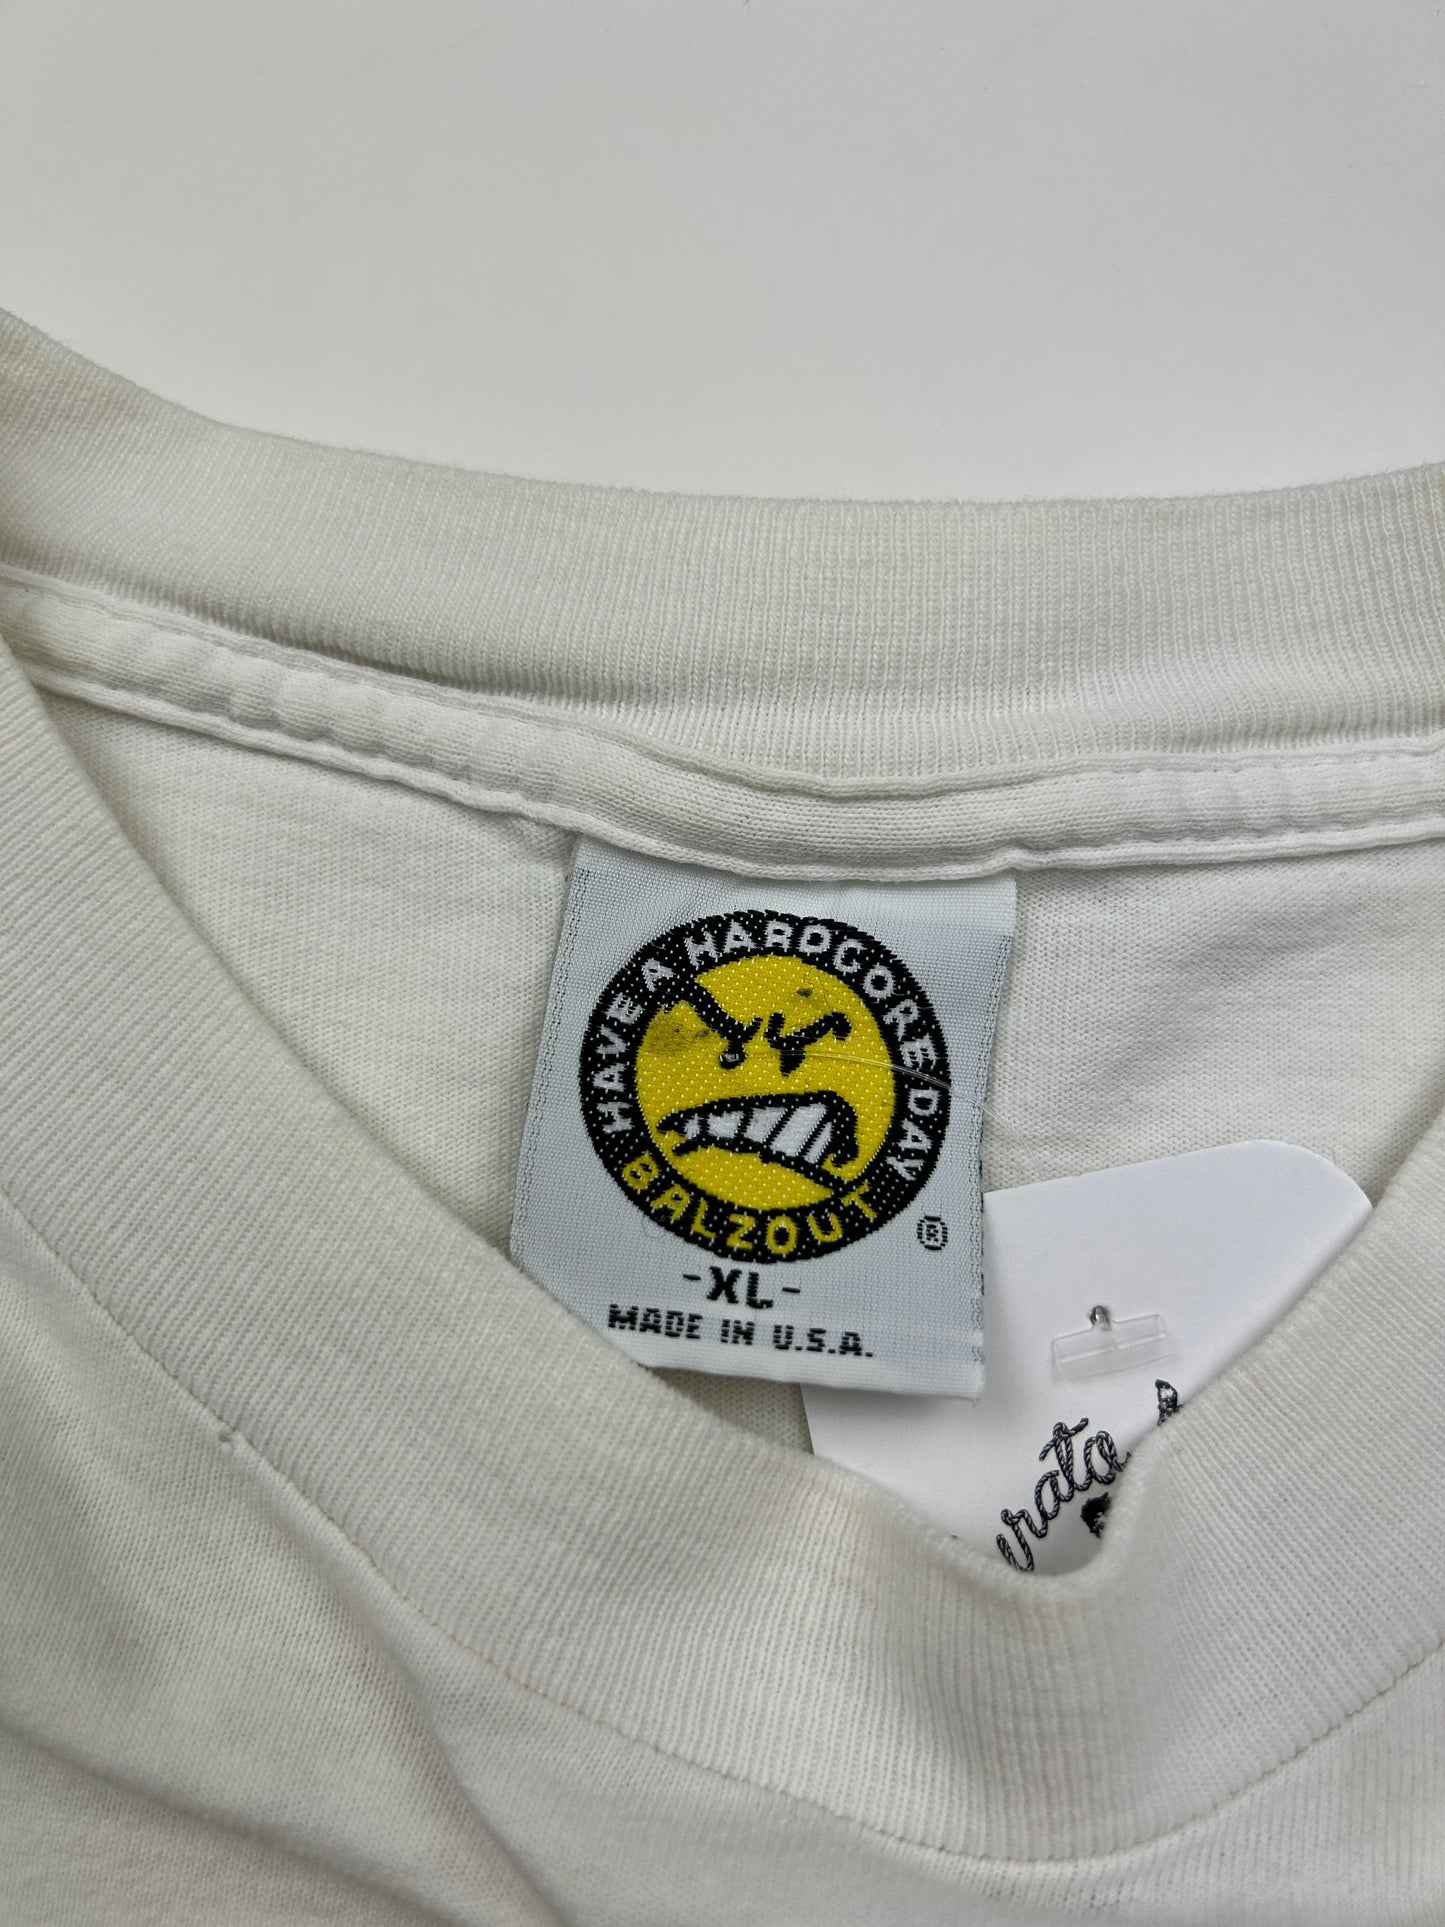 HAVE A HARDCORE DAY
BALZOUT
®
-XL-
MADE IN U.S.A.